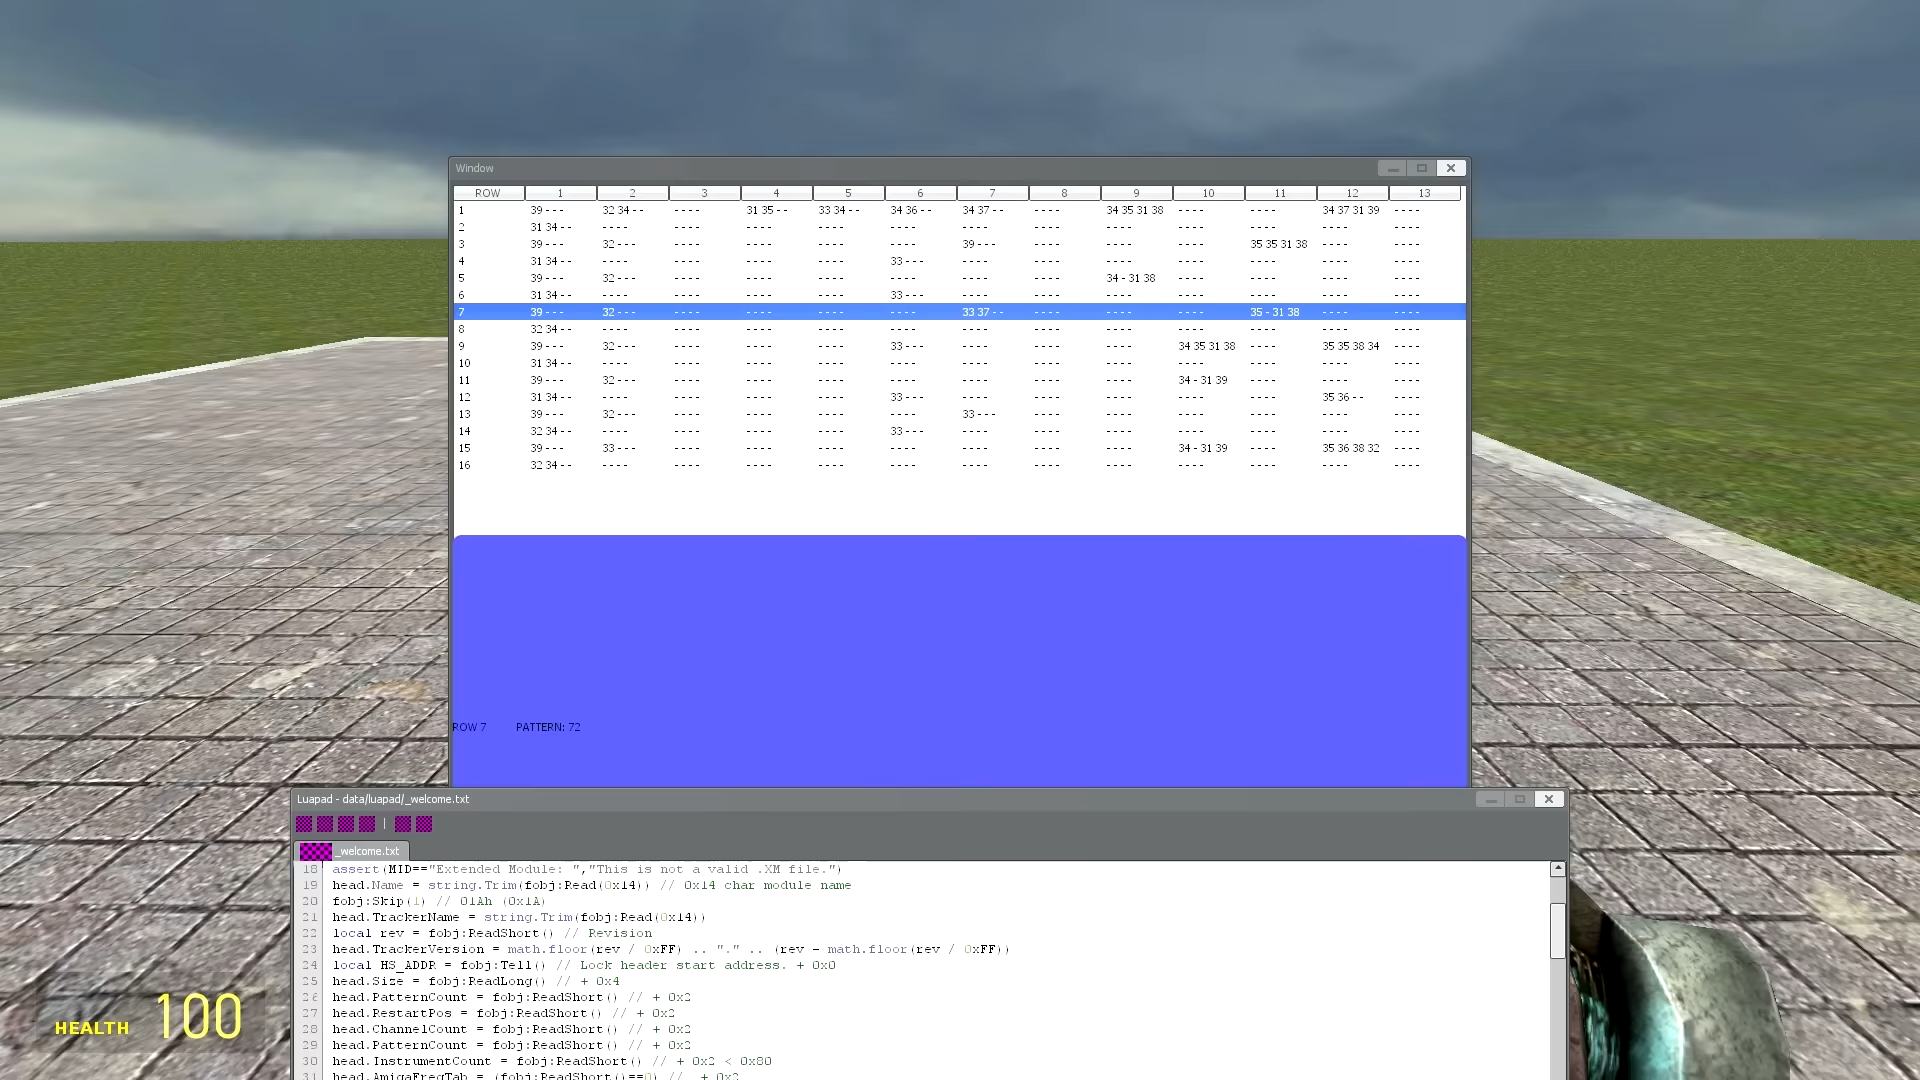 Window
ROW 1 2 3 4 5 6 7 8 9 10 11 12 13
1 39 - - - 32 34 - - - - - - 31 35 - - 33 34 - - 34 36 - - 34 37 - - - - - - 34 35 31 38 - - - - - - - - 34 37 31 39 - - - -
2 31 34 - - - - - - - - - - - - - - - - - - - - - - - - - - - - - - - - - - - - - - - - - - - - - - - - - -
3 39 - - - 32 - - - - - - - - - - - - - - - - - - - 39 - - - - - - - - - - - - - - - 35 35 31 38 - - - - - - - -
4 31 34 - - - - - - - - - - - - - - - - - - 33 - - - - - - - - - - - - - - - - - - - - - - - - - - - - - - -
5 39 - - - 32 - - - - - - - - - - - - - - - - - - - - - - - - - - - 34 - 31 38 - - - - - - - - - - - - - - - -
6 31 34 - - - - - - - - - - - - - - - - - - 33 - - - - - - - - - - - - - - - - - - - - - - - - - - - - - - -
7 39 - - - 32 - - - - - - - - - - - - - - - - - - - 33 37 - - - - - - - - - - - - - - 35 - 31 38 - - - - - - - -
8 32 34 - - - - - - - - - - - - - - - - - - - - - - - - - - - - - - - - - - - - - - - - - - - - - - - - - -
9 39 - - - 32 - - - - - - - - - - - - - - - 33 - - - - - - - - - - - - - - - 34 35 31 38 - - - - 35 35 38 34 - - - -
10 31 34 - - - - - - - - - - - - - - - - - - - - - - - - - - - - - - - - - - - - - - - - - - - - - - - - - -
11 39 - - - 32 - - - - - - - - - - - - - - - - - - - - - - - - - - - - - - - 34 - 31 39 - - - - - - - - - - - -
12 31 34 - - - - - - - - - - - - - - - - - - 33 - - - - - - - - - - - - - - - - - - - - - - - 35 36 - - - - - -
13 39 - - - 32 - - - - - - - - - - - - - - - - - - - 33 - - - - - - - - - - - - - - - - - - - - - - - - - - -
14 32 34 - - - - - - - - - - - - - - - - - - 33 - - - - - - - - - - - - - - - - - - - - - - - - - - - - - - -
15 39 - - - 33 - - - - - - - - - - - - - - - - - - - - - - - - - - - - - - - 34 - 31 39 - - - - 35 36 38 32 - - - -
16 32 34 - - - - - - - - - - - - - - - - - - - - - - - - - - - - - - - - - - - - - - - - - - - - - - - - - -
ROW 7 PATTERN: 72
Luapad - data/luapad/_welcome.txt
_welcome.txt
18 assert(MID=="Extended Module: ","This is not a valid .XM file.")
19 head.Name = string.Trim(fobj:Read(0x14)) // 0x14 char module name
20 fobj:Skip(1) // 01Ah (0x1A)
21 head.TrackerName = string.Trim(fobj:Read(0x14))
22 local rev = fobj:ReadShort() // Revision
23 head.TrackerVersion = math.floor(rev / 0xFF) .. "." .. (rev - math.floor(rev / 0xFF))
24 local HS_ADDR = fobj:Tell() // Lock header start address. + 0x0
25 head.Size = fobj:ReadLong() // + 0x4
26 head.PatternCount = fobj:ReadShort() // + 0x2
27 head.RestartPos = fobj:ReadShort() // + 0x2
28 head.ChannelCount = fobj:ReadShort() // + 0x2
29 head.PatternCount = fobj:ReadShort() // + 0x2
30 head.InstrumentCount = fobj:ReadShort() // + 0x2 < 0x80
31 head.AmigaFreqTab = (fobj:ReadShort()==0) // + 0x2
HEALTH 100